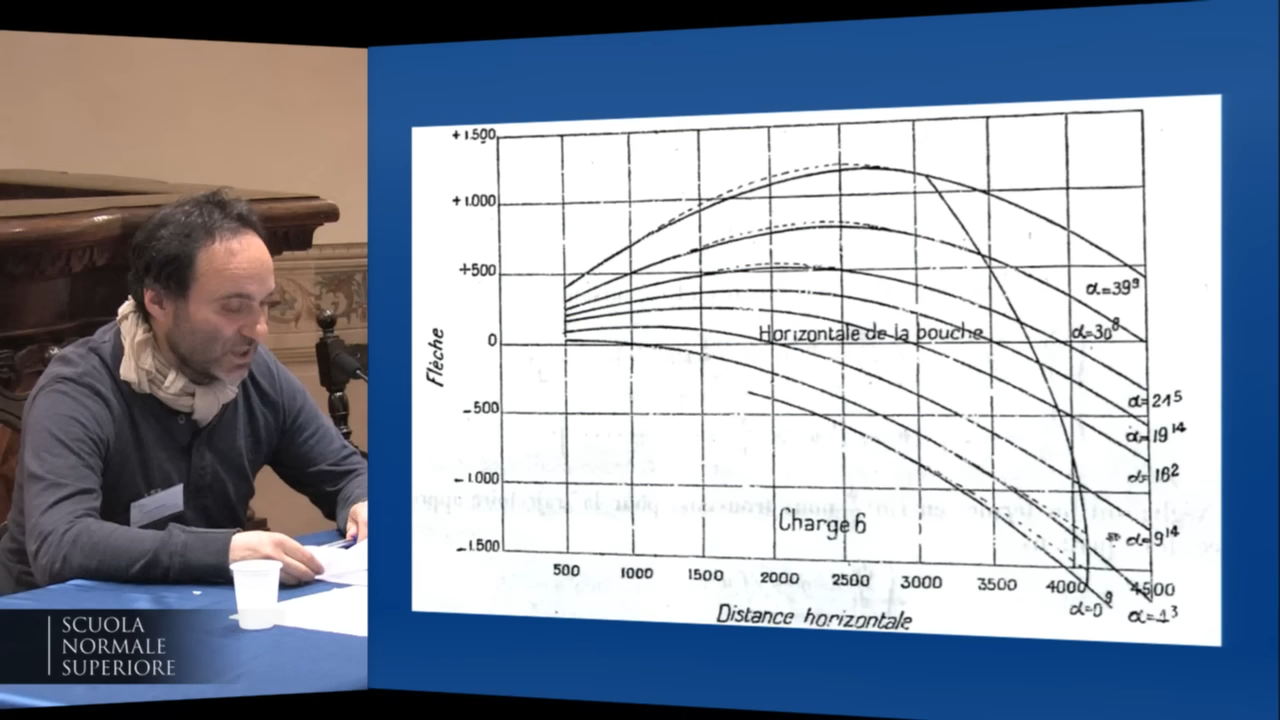 +1.500
+1.000
+500
0
-500
-1.000
-1.500
Flèche
Horizontale de la bouche
Charge 6
α=39⁹
α=30⁸
α=21⁵
α=19¹⁴
α=16²
α=9¹⁴
α=0⁹
α=1³
500 1000 1500 2000 2500 3000 3500 4000 4500
Distance horizontale
SCUOLA
NORMALE
SUPERIORE